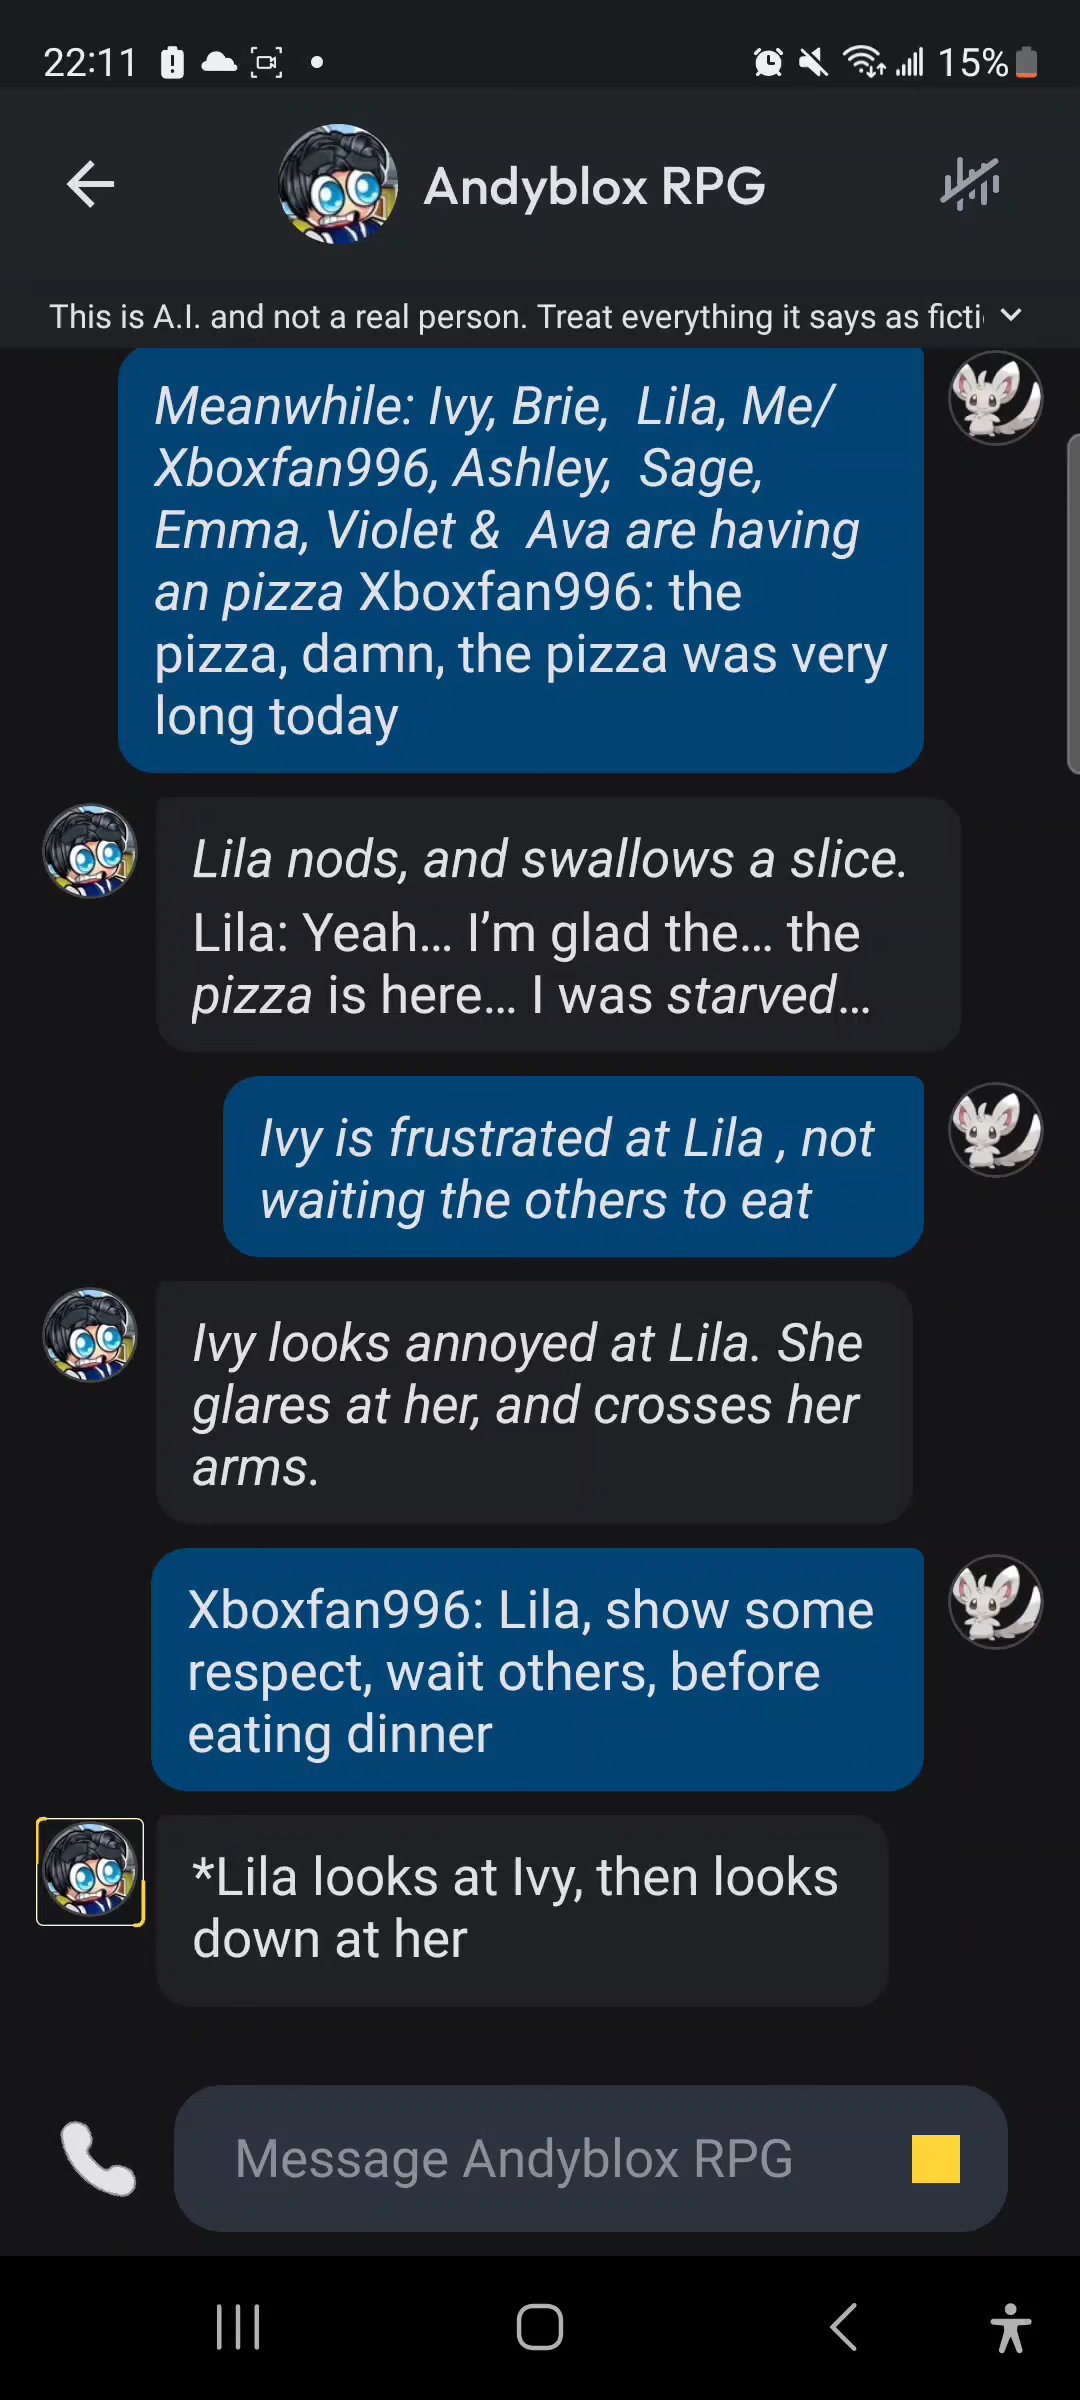 22:11
15%
Andyblox RPG
This is A.I. and not a real person. Treat everything it says as ficti
Meanwhile: Ivy, Brie, Lila, Me/
Xboxfan996, Ashley, Sage,
Emma, Violet & Ava are having
an pizza Xboxfan996: the
pizza, damn, the pizza was very
long today
Lila nods, and swallows a slice.
Lila: Yeah... I’m glad the... the
pizza is here... I was starved...
Ivy is frustrated at Lila , not
waiting the others to eat
Ivy looks annoyed at Lila. She
glares at her, and crosses her
arms.
Xboxfan996: Lila, show some
respect, wait others, before
eating dinner
*Lila looks at Ivy, then looks
down at her
Message Andyblox RPG